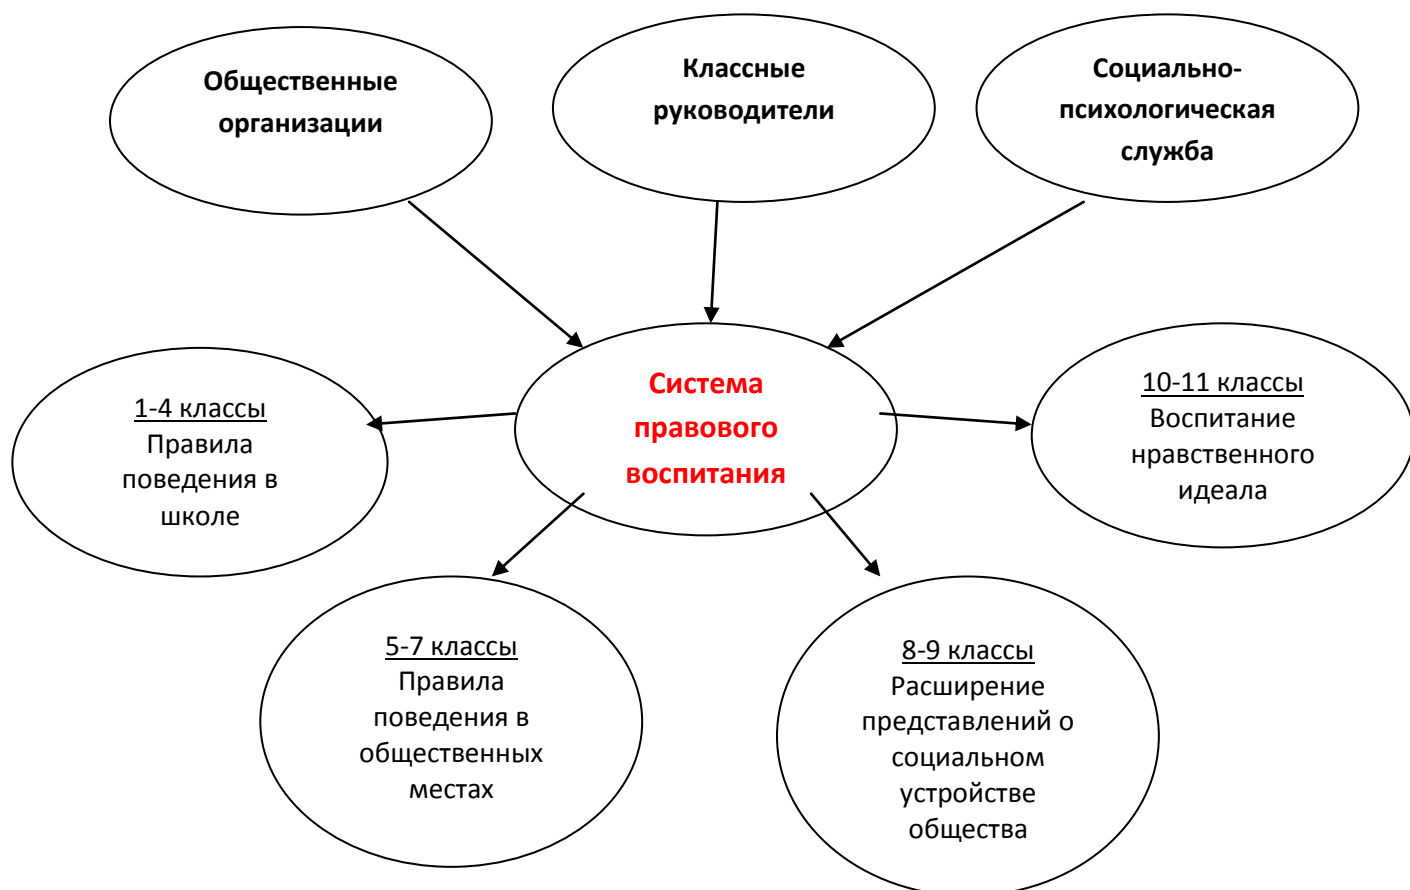 Общественные
организации
Классные
руководители
Социально-
психологическая
служба
Система
правового
воспитания
1-4 классы
Правила
поведения в
школе
10-11 классы
Воспитание
нравственного
идеала
5-7 классы
Правила
поведения в
общественных
местах
8-9 классы
Расширение
представлений о
социальном
устройстве
общества